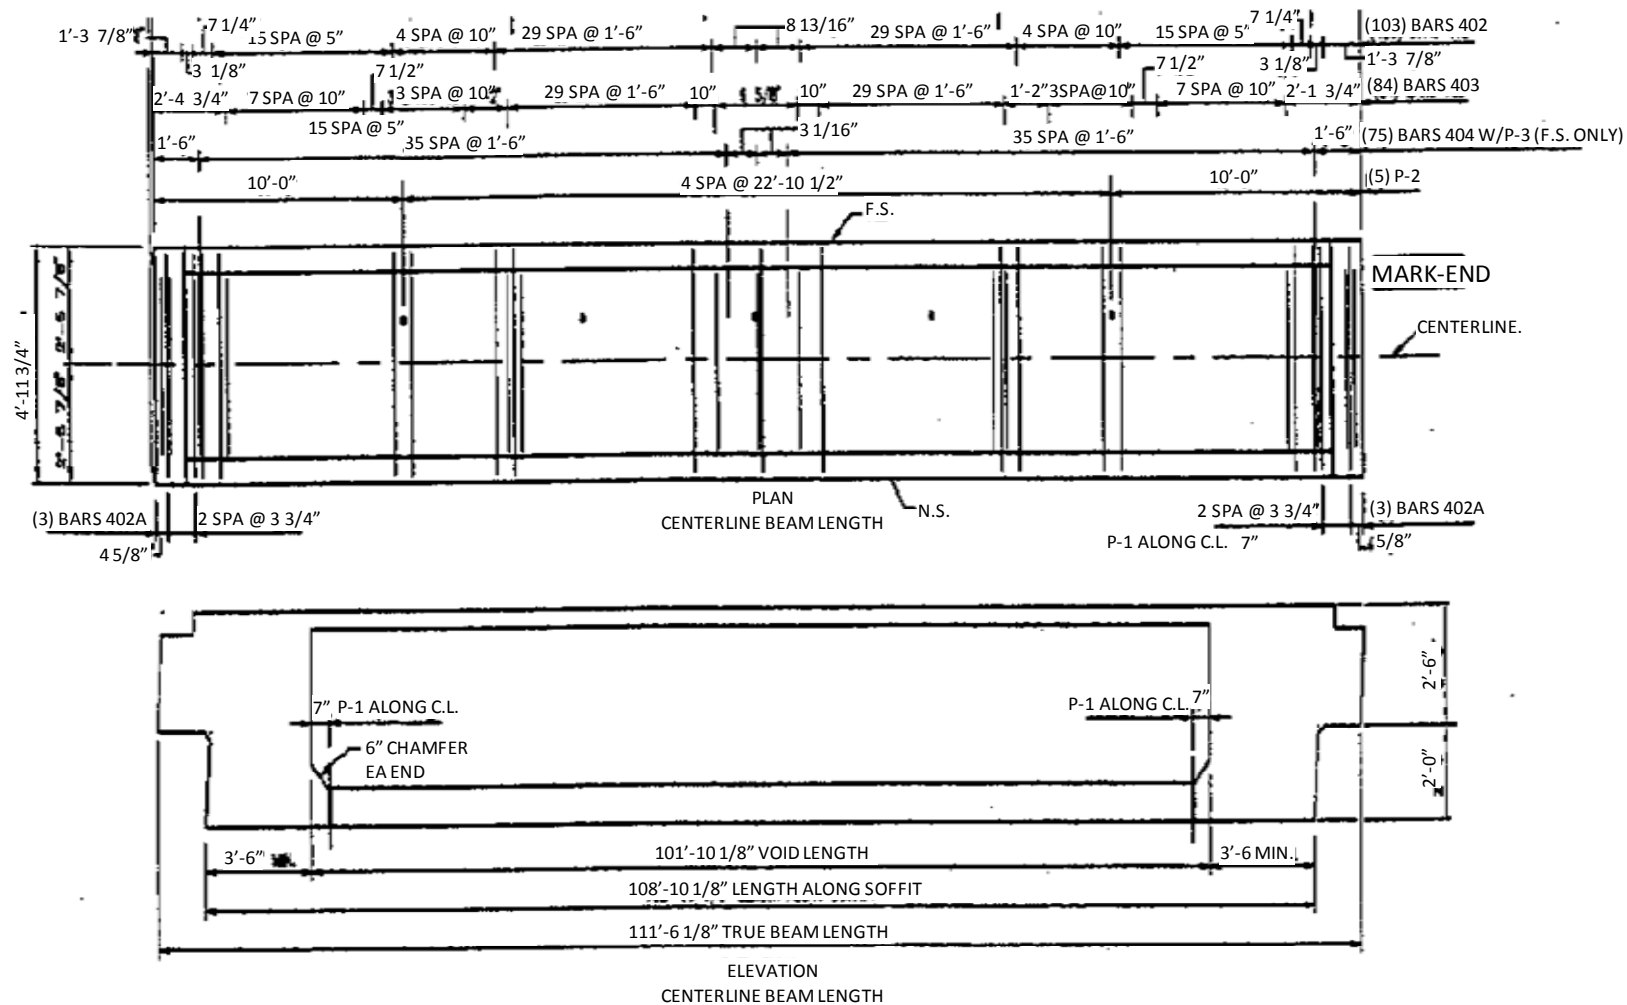 1'-3 7/8" 7 1/4" 15 SPA @ 5" 4 SPA @ 10" 29 SPA @ 1'-6" 8 13/16" 29 SPA @ 1'-6" 4 SPA @ 10" 15 SPA @ 5" 7 1/4" (103) BARS 402
3 1/8" 7 1/2" 7 1/2" 3 1/8" 1'-3 7/8"
2'-4 3/4" 7 SPA @ 10" 3 SPA @ 10" 29 SPA @ 1'-6" 10" 5/8" 10" 29 SPA @ 1'-6" 1'-2" 3SPA@10" 7 SPA @ 10" 2'-1 3/4" (84) BARS 403
15 SPA @ 5" 3 1/16"
1'-6" 35 SPA @ 1'-6" 35 SPA @ 1'-6" 1'-6" (75) BARS 404 W/P-3 (F.S. ONLY)
10'-0" 4 SPA @ 22'-10 1/2" 10'-0" (5) P-2
F.S.
MARK-END
CENTERLINE.
4'-11 3/4"
PLAN
CENTERLINE BEAM LENGTH
N.S.
(3) BARS 402A 2 SPA @ 3 3/4" 2 SPA @ 3 3/4" (3) BARS 402A
4 5/8" P-1 ALONG C.L. 7" 5/8"
7" P-1 ALONG C.L. P-1 ALONG C.L. 7"
2'-6"
6" CHAMFER
EA END
2'-0"
3'-6" 101'-10 1/8" VOID LENGTH 3'-6 MIN.
108'-10 1/8" LENGTH ALONG SOFFIT
111'-6 1/8" TRUE BEAM LENGTH
ELEVATION
CENTERLINE BEAM LENGTH